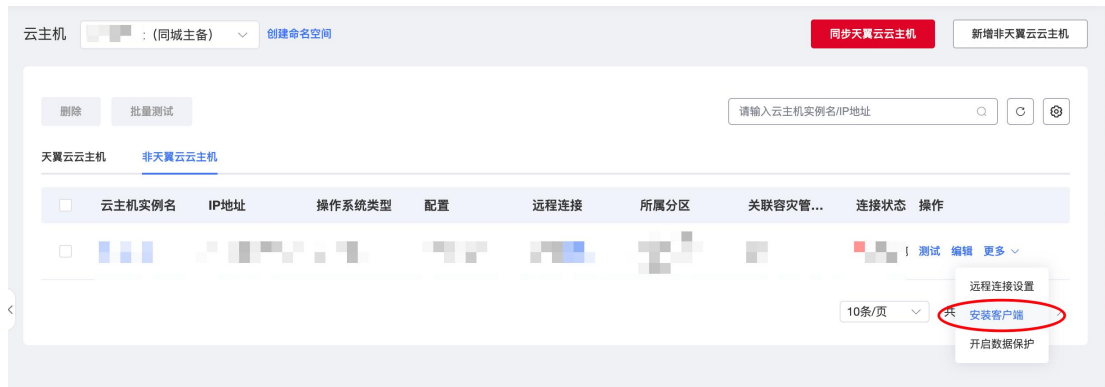 云主机 : (同城主备) 创建命名空间 同步天翼云云主机 新增非天翼云云主机
删除 批量测试 请输入云主机实例名/IP地址
天翼云云主机 非天翼云云主机
云主机实例名 IP地址 操作系统类型 配置 远程连接 所属分区 关联容灾管... 连接状态 操作
测试 编辑 更多
远程连接设置
10条/页 共 安装客户端
开启数据保护